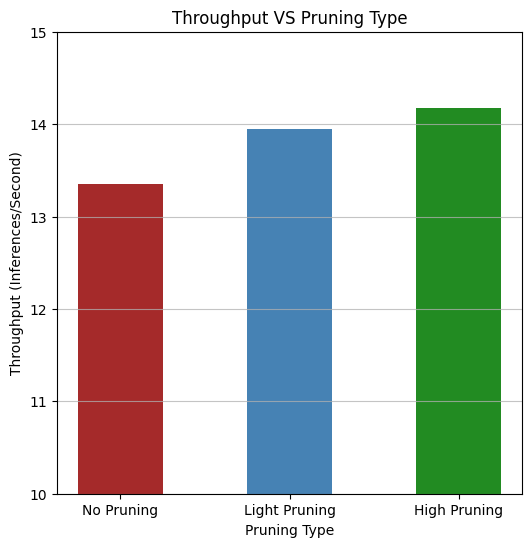 Throughput VS Pruning Type
15
14
13
12
11
10
Throughput (Inferences/Second)
No Pruning
Light Pruning
High Pruning
Pruning Type